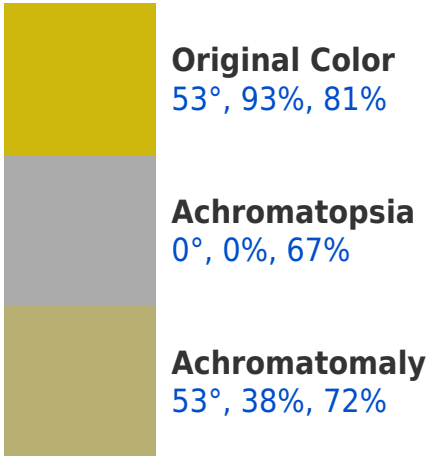 Original Color
53°, 93%, 81%
Achromatopsia
0°, 0%, 67%
Achromatomaly
53°, 38%, 72%